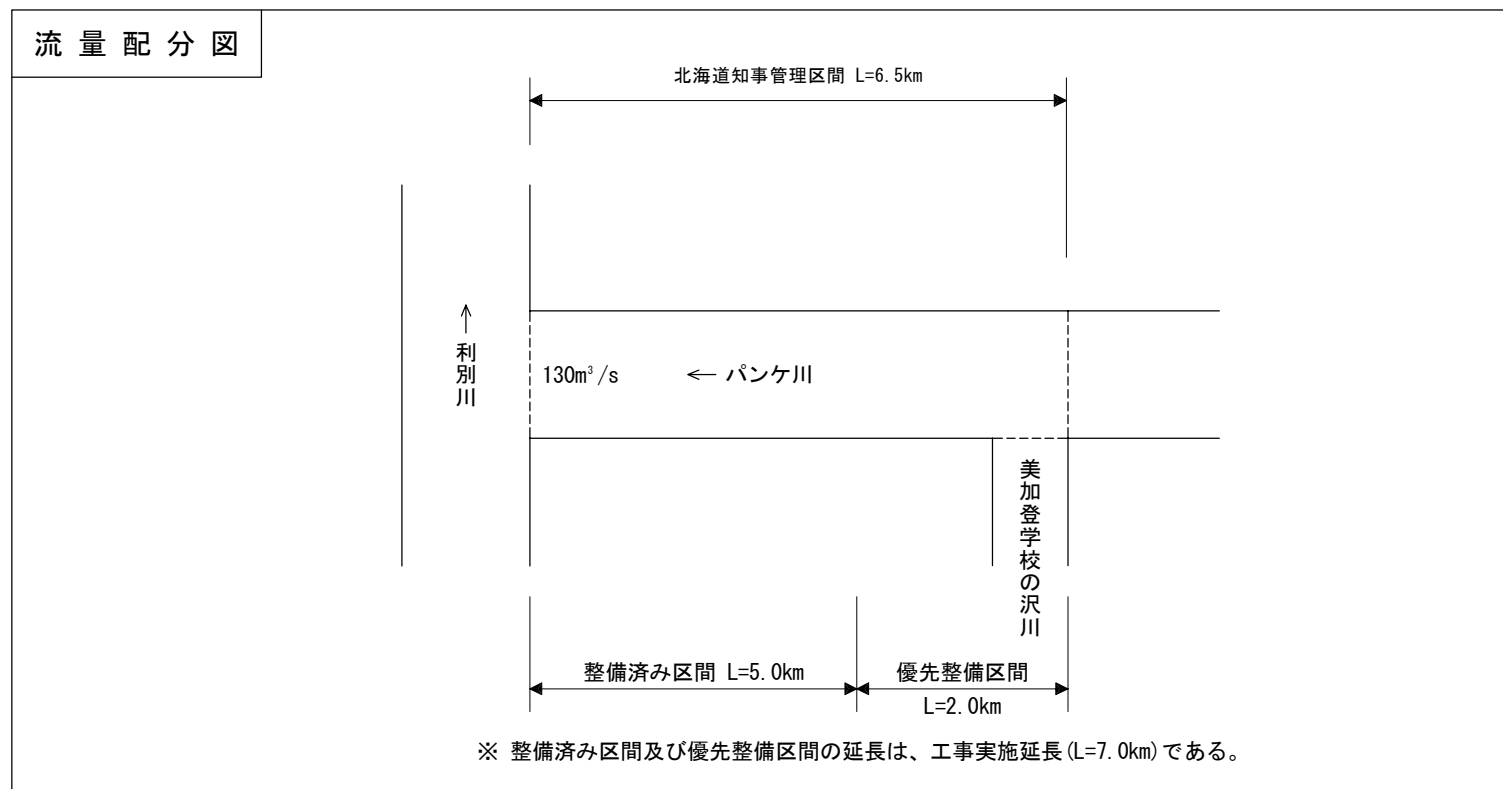 流量配分図
北海道知事管理区間 L=6.5km
利別川
130m³/s
← パンケ川
美加登学校の沢川
整備済み区間 L=5.0km
優先整備区間
L=2.0km
※ 整備済み区間及び優先整備区間の延長は、工事実施延長(L=7.0km)である。